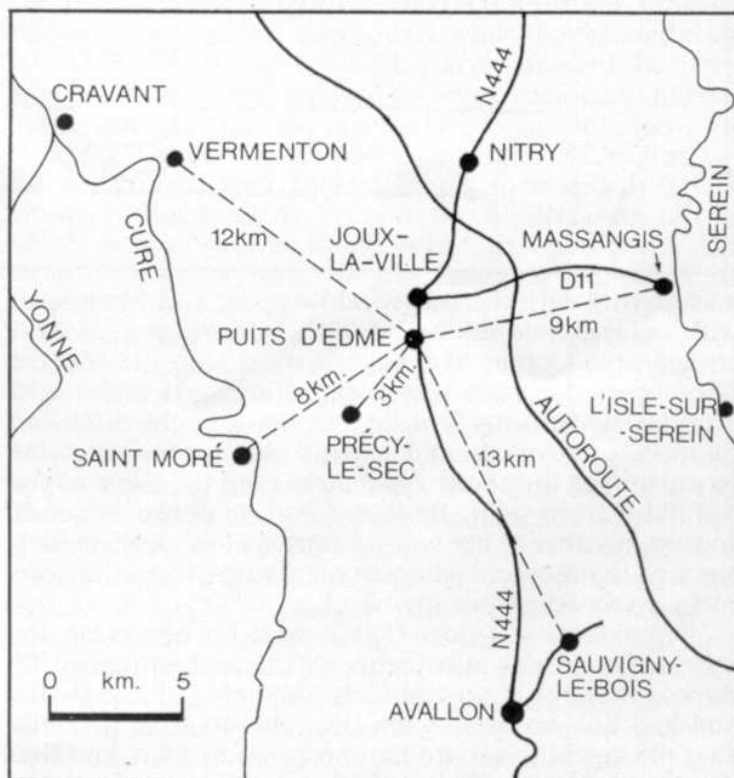 N444
CRAVANT
VERMENTON
NITRY
SEREIN
CURE
12km
JOUX-
LA-VILLE
MASSANGIS
D11
YONNE
PUITS D'EDME
9km
8km.
3km.
L'ISLE-SUR-
SEREIN
PRÉCY-
LE-SEC
AUTOROUTE
SAINT MORÉ
13km
N444
0 km. 5
SAUVIGNY-
LE-BOIS
AVALLON